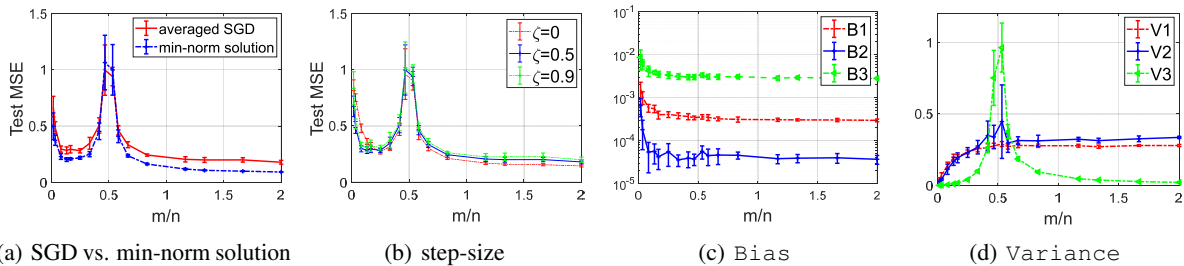 1.5
1
0.5
0
Test MSE
0 0.5 1 1.5 2
m/n
averaged SGD
min-norm solution
(a) SGD vs. min-norm solution
1.5
1
0.5
0
Test MSE
0 0.5 1 1.5 2
m/n
ζ=0
ζ=0.5
ζ=0.9
(b) step-size
10-1
10-2
10-3
10-4
10-5
0 0.5 1 1.5 2
m/n
B1
B2
B3
(c) Bias
1
0.5
0
0 0.5 1 1.5 2
m/n
V1
V2
V3
(d) Variance